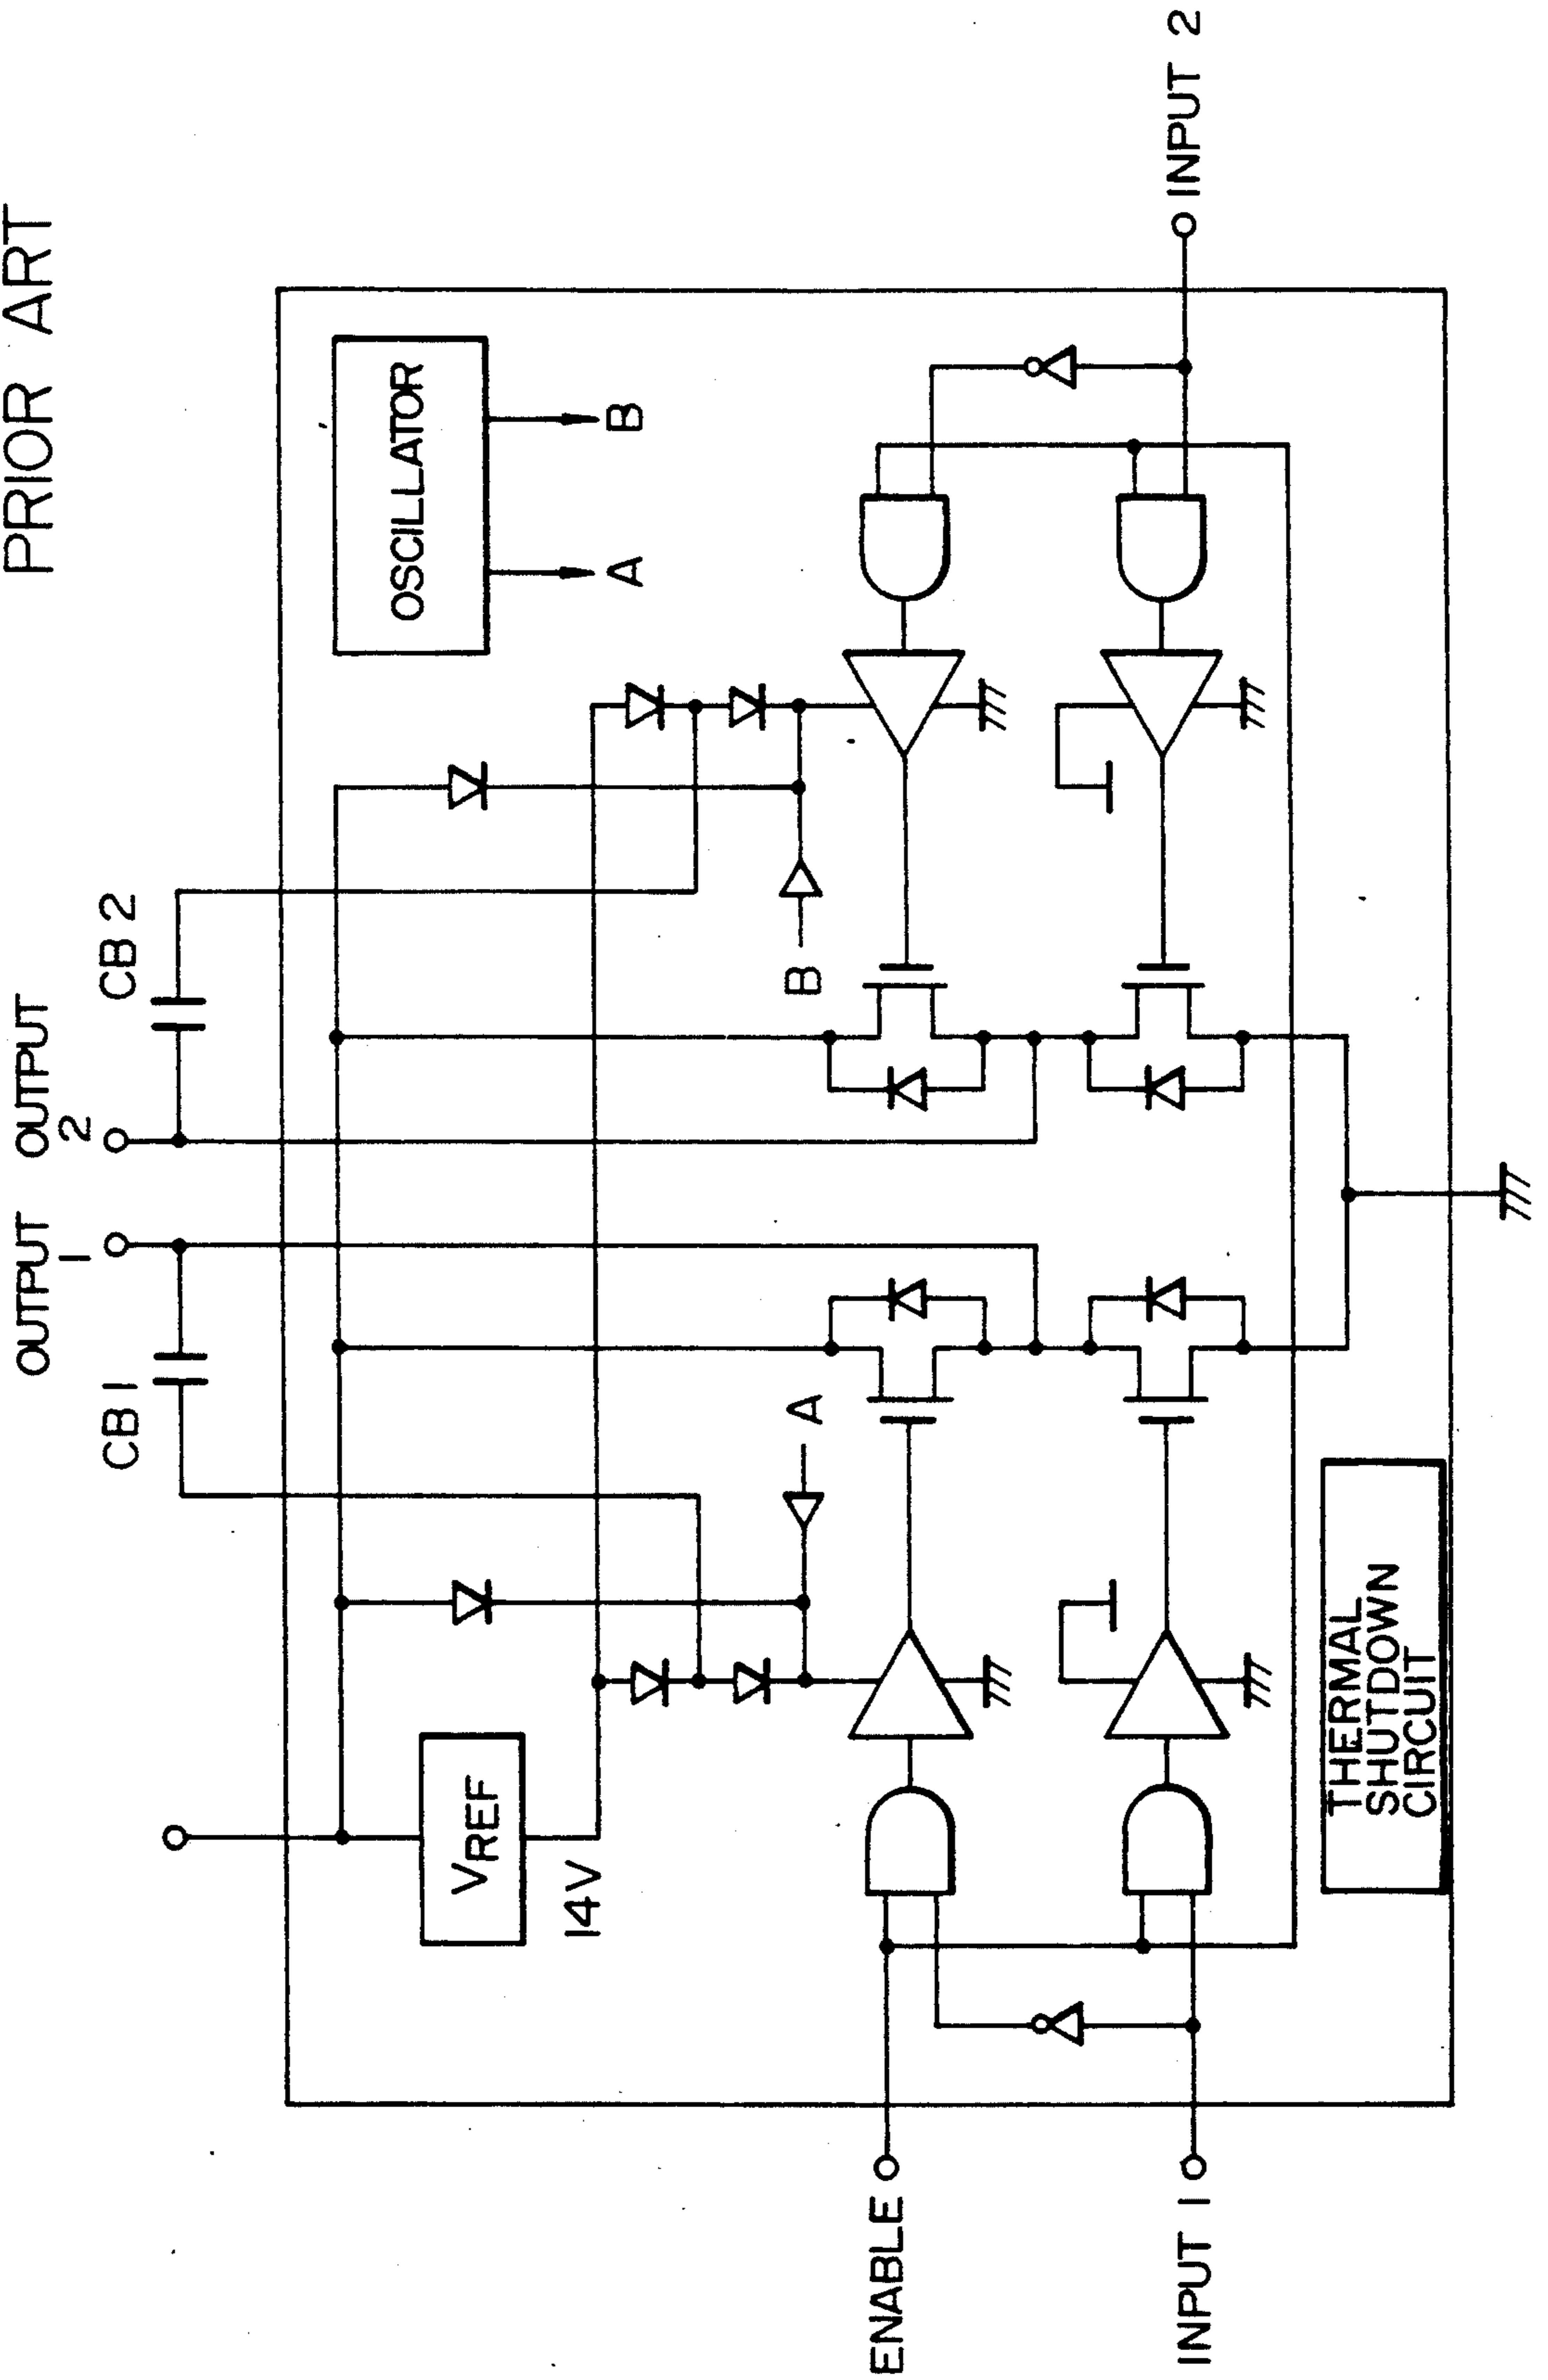 PRIOR ART
OUTPUT
1
OUTPUT
2
CB 1
CB 2
VREF
14V
OSCILLATOR
A
B
A
B
ENABLE
INPUT 1
INPUT 2
THERMAL
SHUTDOWN
CIRCUIT